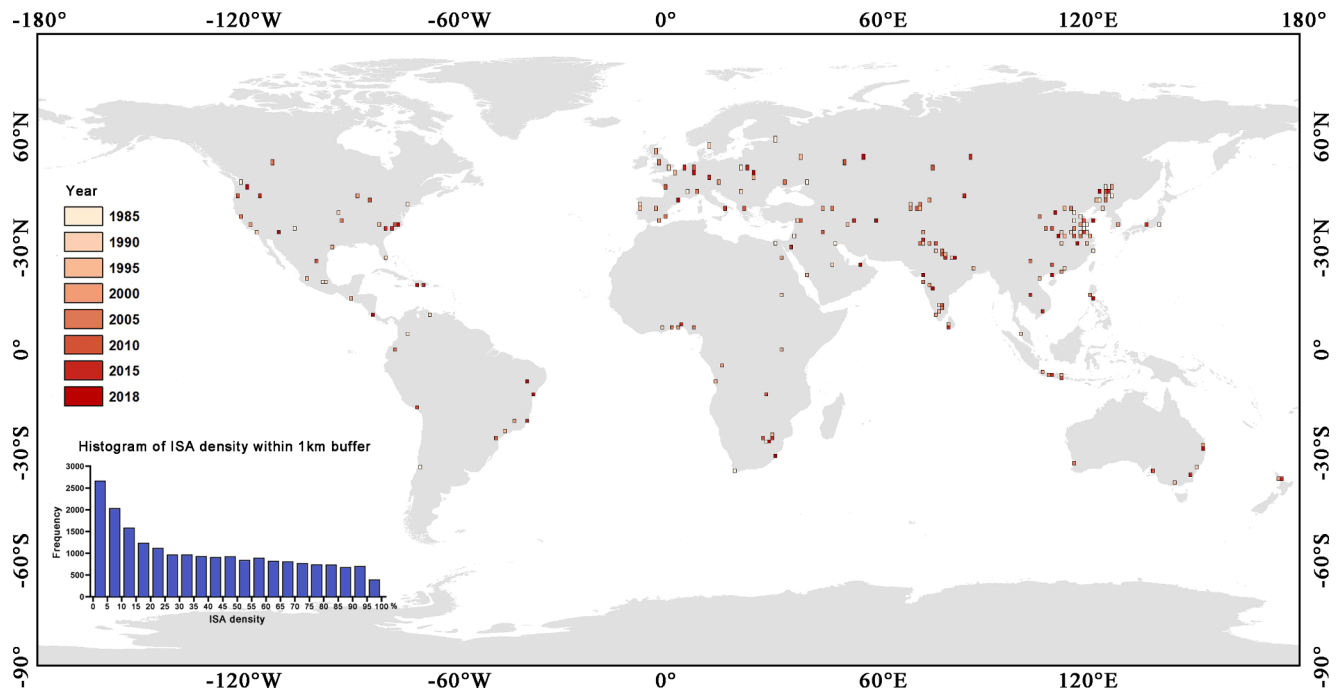 -180° -120°W -60°W 0° 60°E 120°E 180°
60°N 60°N
-30°N -30°N
0° 0°
-30°S -30°S
-60°S -60°S
-90° -90°
Year
1985
1990
1995
2000
2005
2010
2015
2018
Histogram of ISA density within 1km buffer
Frequency
3000
2500
2000
1500
1000
500
0
0 5 10 15 20 25 30 35 40 45 50 55 60 65 70 75 80 85 90 95 100 %
ISA density
-120°W -60°W 0° 60°E 120°E